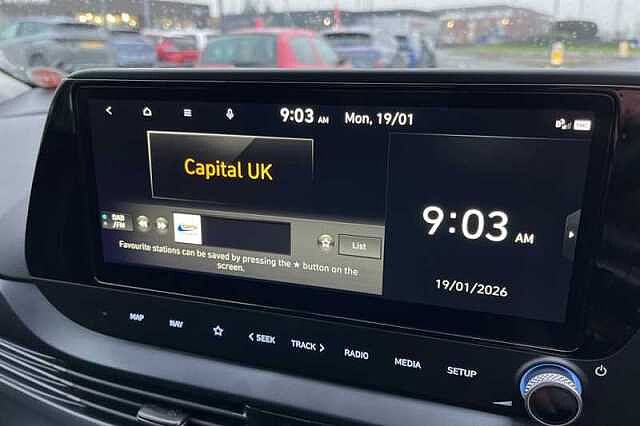 9:03 AM Mon, 19/01
Capital UK
DAB
/FM
List
Favourite stations can be saved by pressing the ★ button on the
screen.
9:03 AM
19/01/2026
MAP NAV ☆ < SEEK TRACK > RADIO MEDIA SETUP